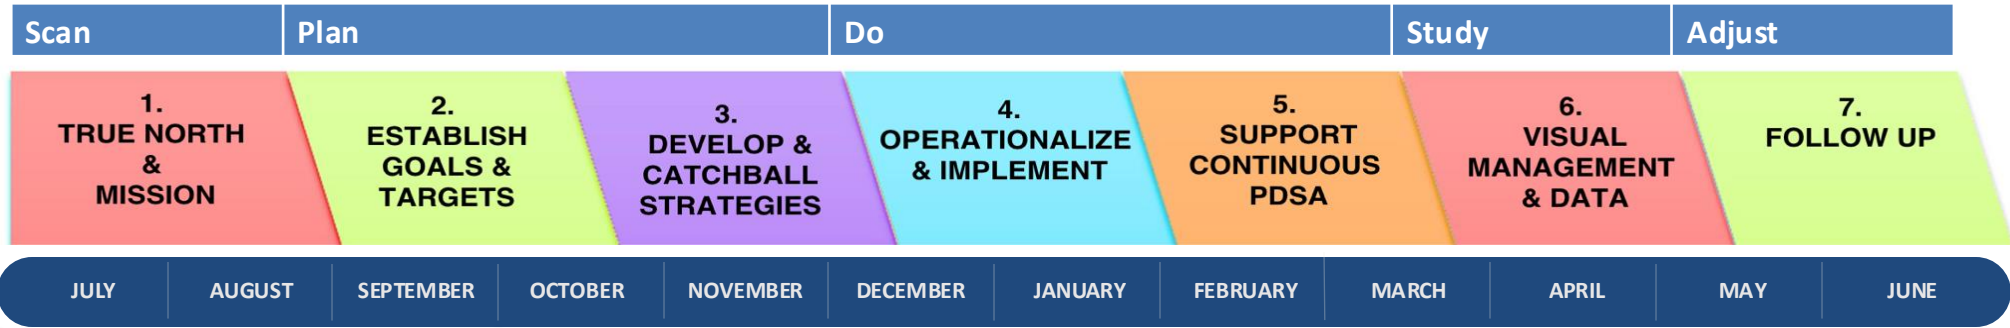 Scan
Plan
Do
Study
Adjust
1.
TRUE NORTH
&
MISSION
2.
ESTABLISH
GOALS &
TARGETS
3.
DEVELOP &
CATCHBALL
STRATEGIES
4.
OPERATIONALIZE
& IMPLEMENT
5.
SUPPORT
CONTINUOUS
PDSA
6.
VISUAL
MANAGEMENT
& DATA
7.
FOLLOW UP
JULY
AUGUST
SEPTEMBER
OCTOBER
NOVEMBER
DECEMBER
JANUARY
FEBRUARY
MARCH
APRIL
MAY
JUNE